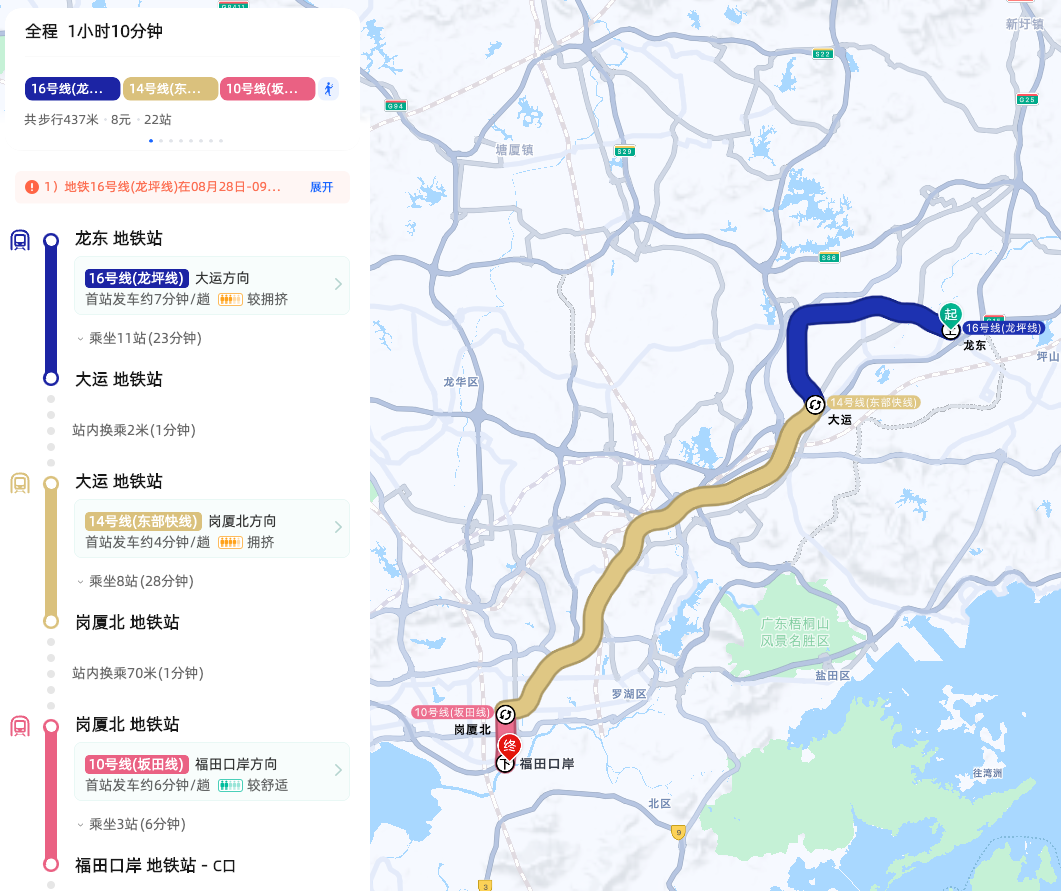 全程 1小时10分钟
16号线(龙... 14号线(东... 10号线(坂...
共步行437米 · 8元 · 22站
1）地铁16号线(龙坪线)在08月28日-09... 展开
龙东 地铁站
16号线(龙坪线) 大运方向
首站发车约7分钟/趟 较拥挤
乘坐11站(23分钟)
大运 地铁站
站内换乘2米(1分钟)
大运 地铁站
14号线(东部快线) 岗厦北方向
首站发车约4分钟/趟 拥挤
乘坐8站(28分钟)
岗厦北 地铁站
站内换乘70米(1分钟)
岗厦北 地铁站
10号线(坂田线) 福田口岸方向
首站发车约6分钟/趟 较舒适
乘坐3站(6分钟)
福田口岸 地铁站 - C口
新圩镇
S22
G94
G25
塘厦镇
S29
S86
起
16号线(龙坪线)
龙东
坪山
龙华区
14号线(东部快线)
大运
广东梧桐山
风景名胜区
盐田区
罗湖区
10号线(坂田线)
岗厦北
终
下
福田口岸
往湾洲
北区
9
3